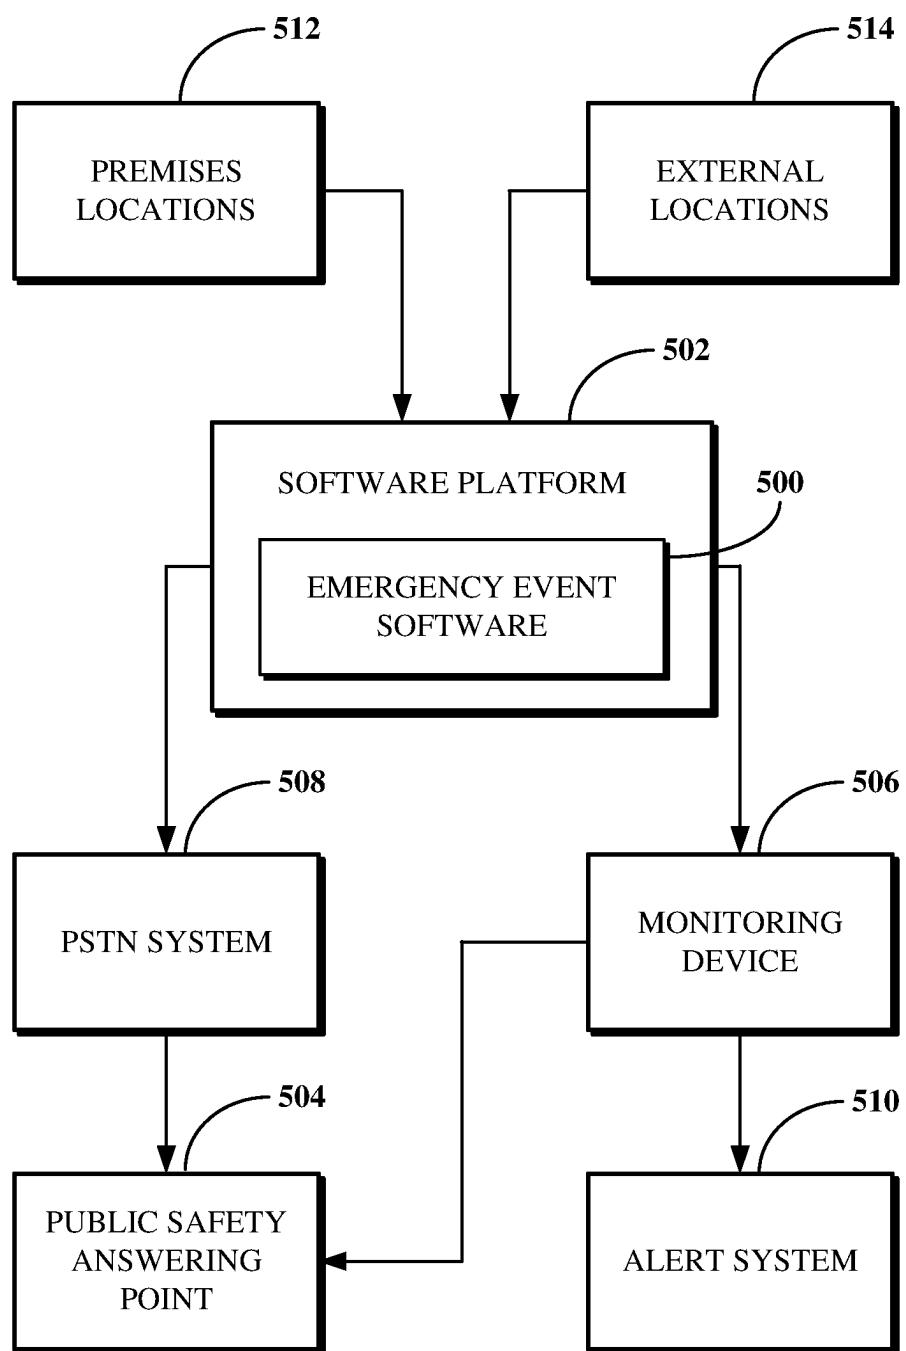 512
514
PREMISES
LOCATIONS
EXTERNAL
LOCATIONS
502
SOFTWARE PLATFORM
500
EMERGENCY EVENT
SOFTWARE
508
506
PSTN SYSTEM
MONITORING
DEVICE
504
510
PUBLIC SAFETY
ANSWERING
POINT
ALERT SYSTEM